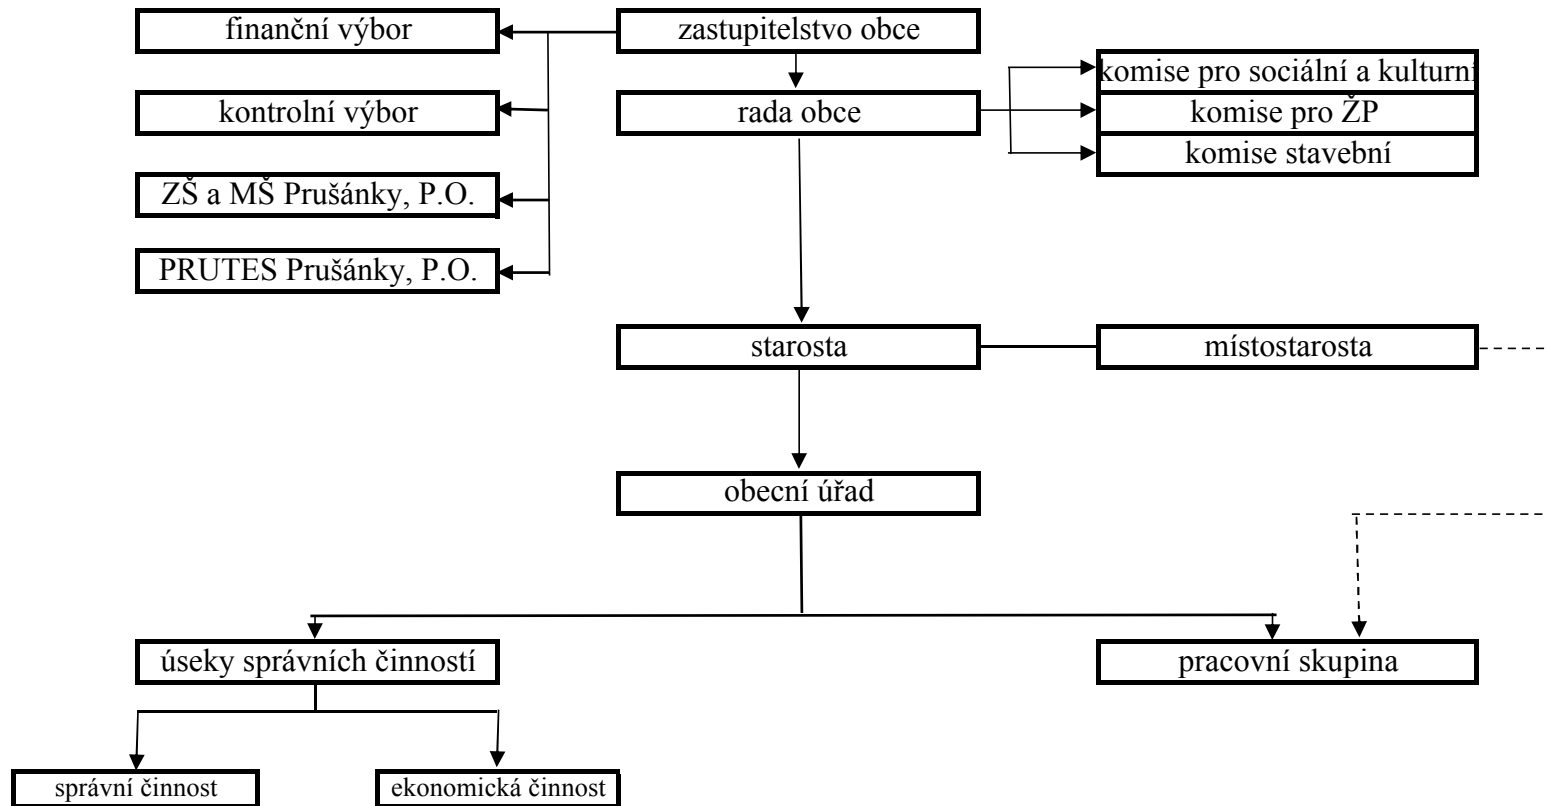 finanční výbor
zastupitelstvo obce
komise pro sociální a kulturní
kontrolní výbor
rada obce
komise pro ŽP
komise stavební
ZŠ a MŠ Prušánky, P.O.
PRUTES Prušánky, P.O.
starosta
místostarosta
obecní úřad
úseky správních činností
pracovní skupina
správní činnost
ekonomická činnost